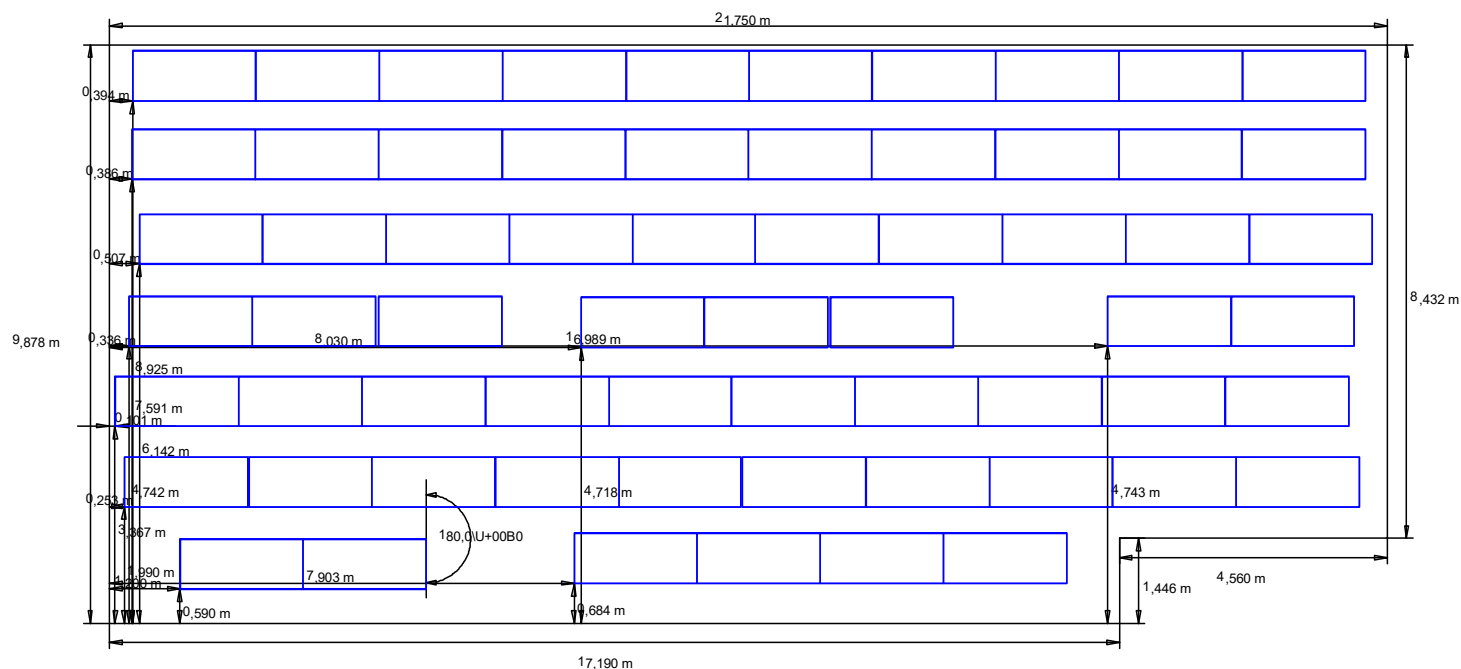 21,750 m
0,394 m
0,386 m
0,507 m
8,432 m
9,878 m
0,336 m
8,030 m
16,989 m
8,925 m
7,591 m
0,101 m
6,142 m
0,253 m
4,742 m
4,718 m
4,743 m
3,367 m
180,0\U+00B0
1,990 m
7,903 m
1,200 m
4,560 m
1,446 m
0,590 m
0,684 m
17,190 m